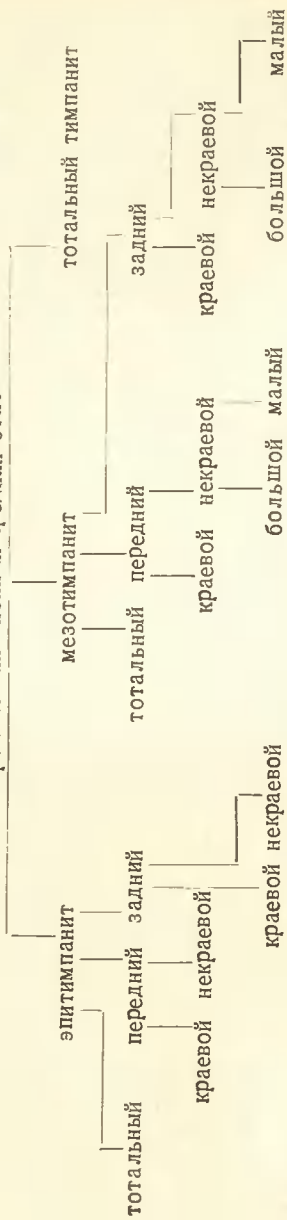 эпитимпанит мезотимпанит тотальный тимпанит
тотальный передний задний тотальный передний задний
краевой некраевой краевой некраевой краевой некраевой
краевой некраевой большой малый большой малый